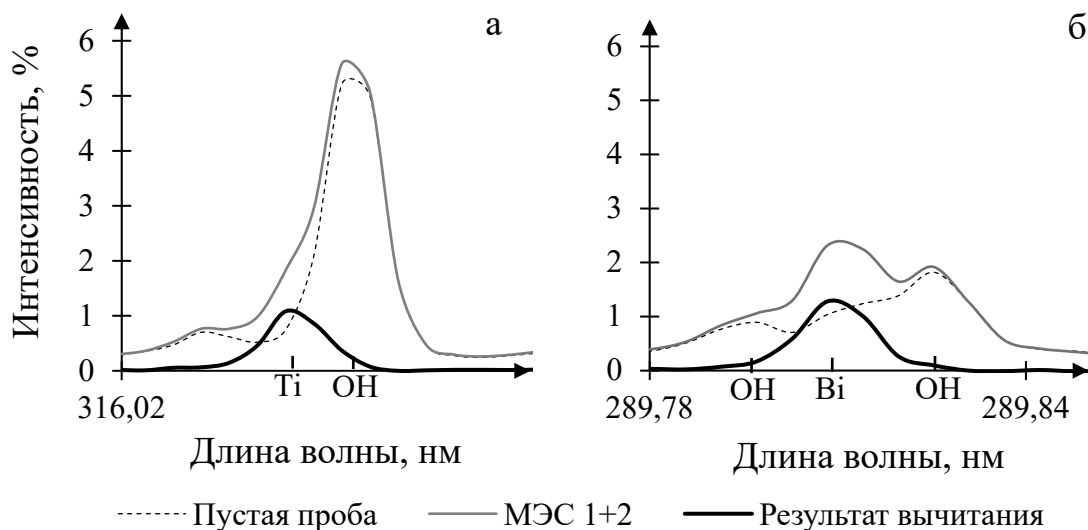 а
Интенсивность, %
6
5
4
3
2
1
0
Ti
OH
316,02
Длина волны, нм
б
6
5
4
3
2
1
0
OH
Bi
OH
289,78
289,84
Длина волны, нм
Пустая проба
МЭС 1+2
Результат вычитания